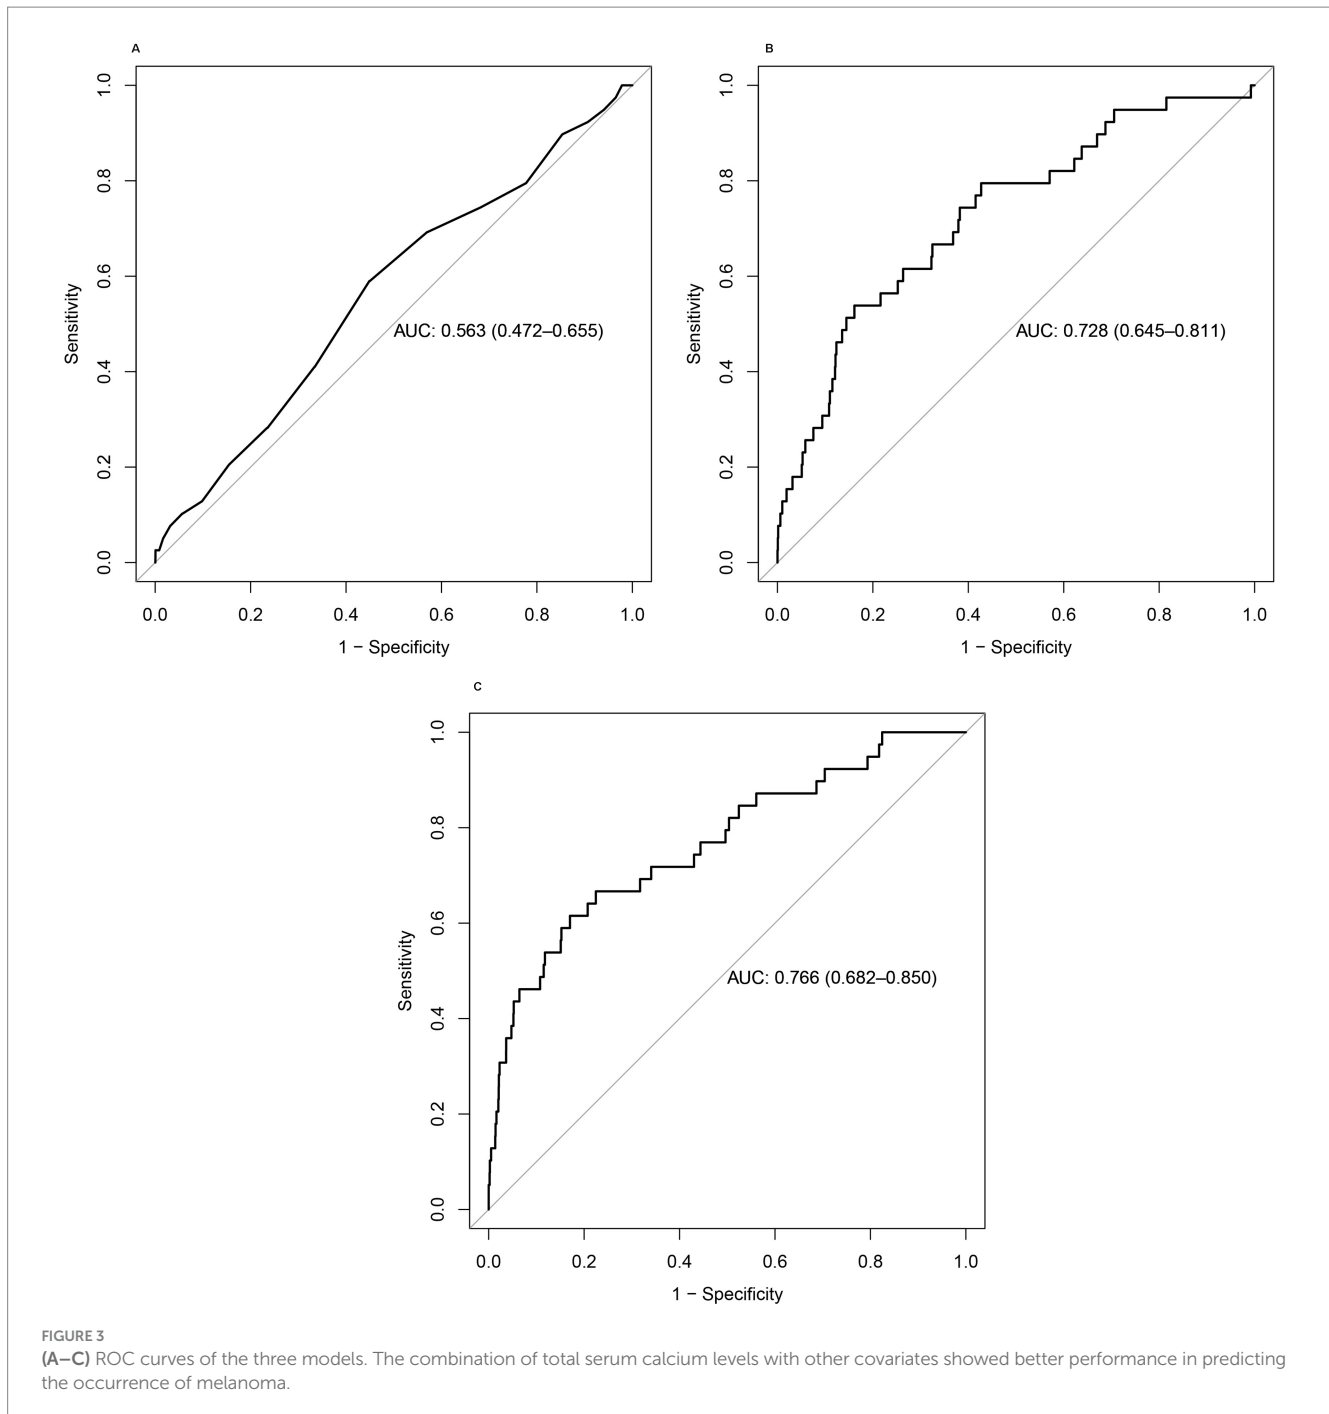 A
1.0
0.8
0.6
0.4
0.2
0.0
Sensitivity
AUC: 0.563 (0.472–0.655)
0.0 0.2 0.4 0.6 0.8 1.0
1 − Specificity
B
1.0
0.8
0.6
0.4
0.2
0.0
Sensitivity
AUC: 0.728 (0.645–0.811)
0.0 0.2 0.4 0.6 0.8 1.0
1 − Specificity
C
1.0
0.8
0.6
0.4
0.2
0.0
Sensitivity
AUC: 0.766 (0.682–0.850)
0.0 0.2 0.4 0.6 0.8 1.0
1 − Specificity
FIGURE 3
(A–C) ROC curves of the three models. The combination of total serum calcium levels with other covariates showed better performance in predicting
the occurrence of melanoma.